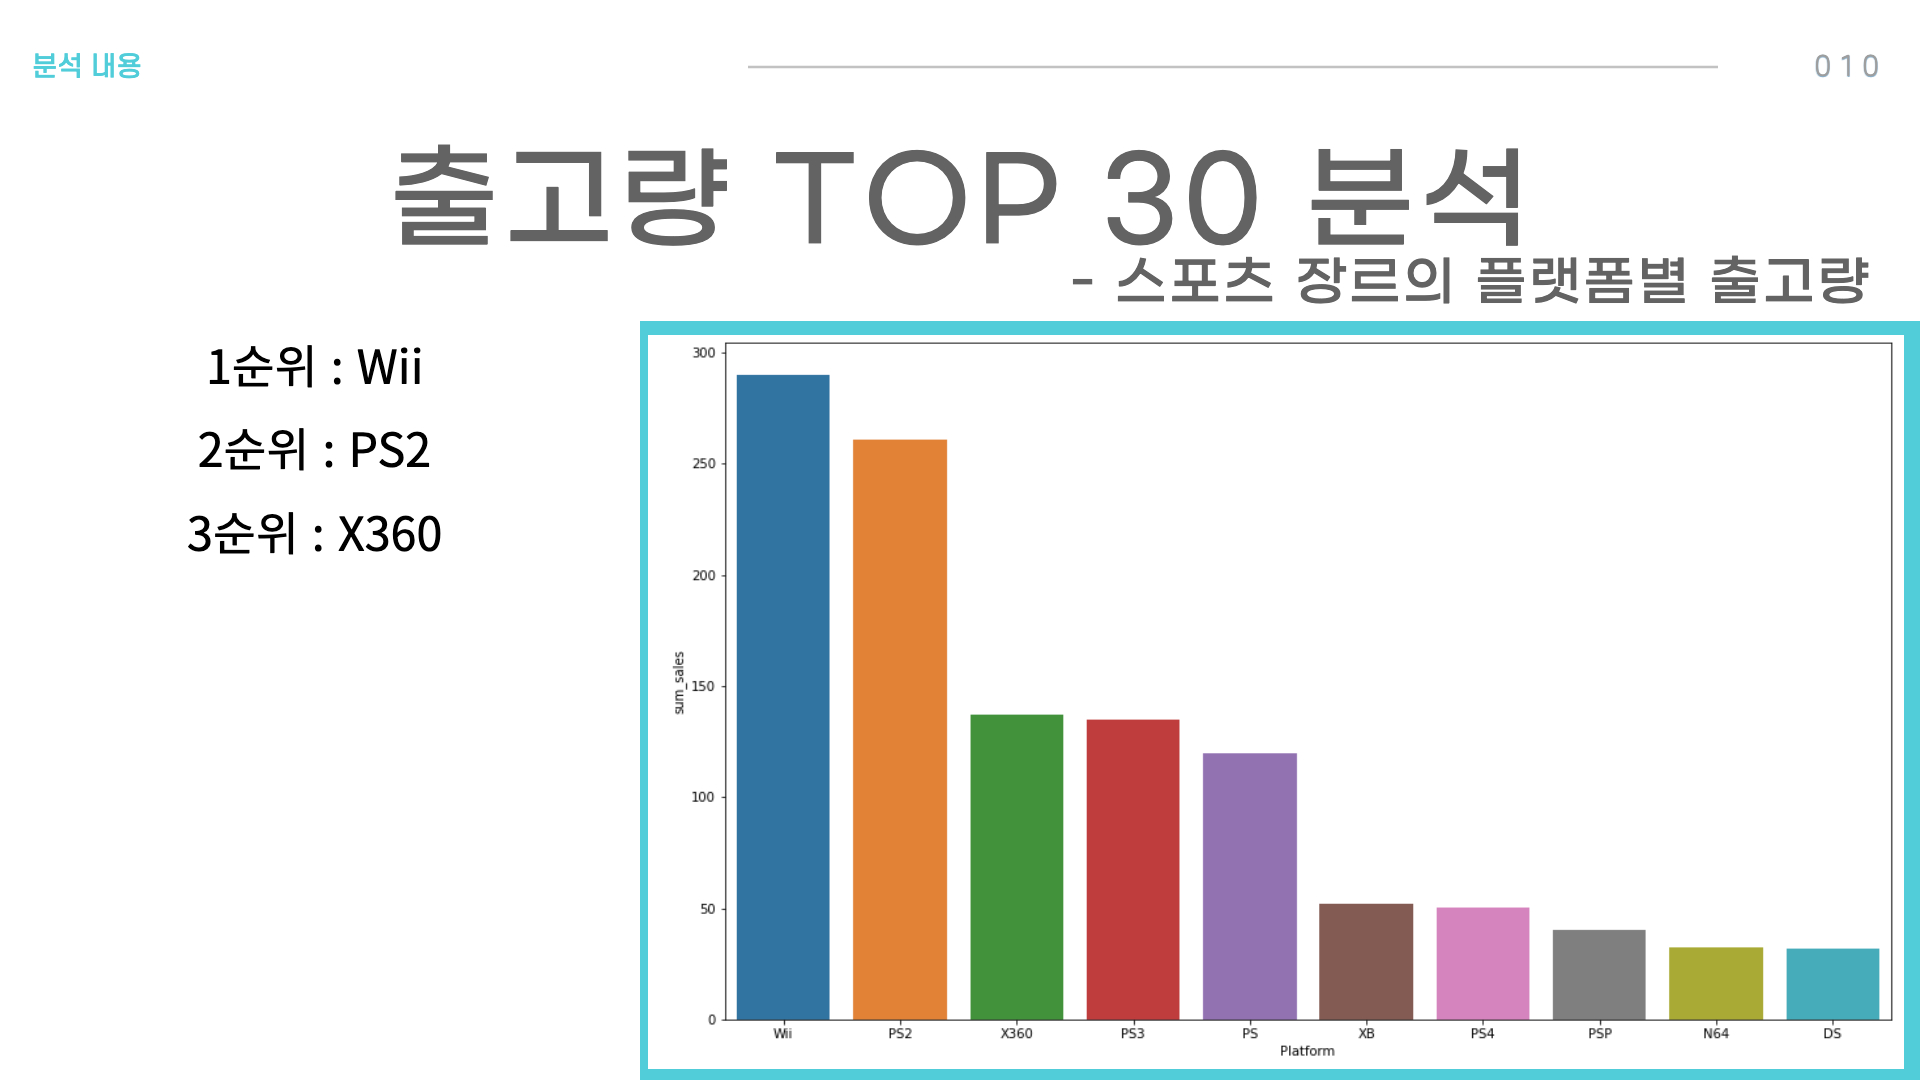 분석 내용
010
출고량 TOP 30 분석
- 스포츠 장르의 플랫폼별 출고량
1순위 : Wii
2순위 : PS2
3순위 : X360
300
250
200
150
100
50
0
sum_sales
Wii PS2 X360 PS3 PS XB PS4 PSP N64 DS
Platform